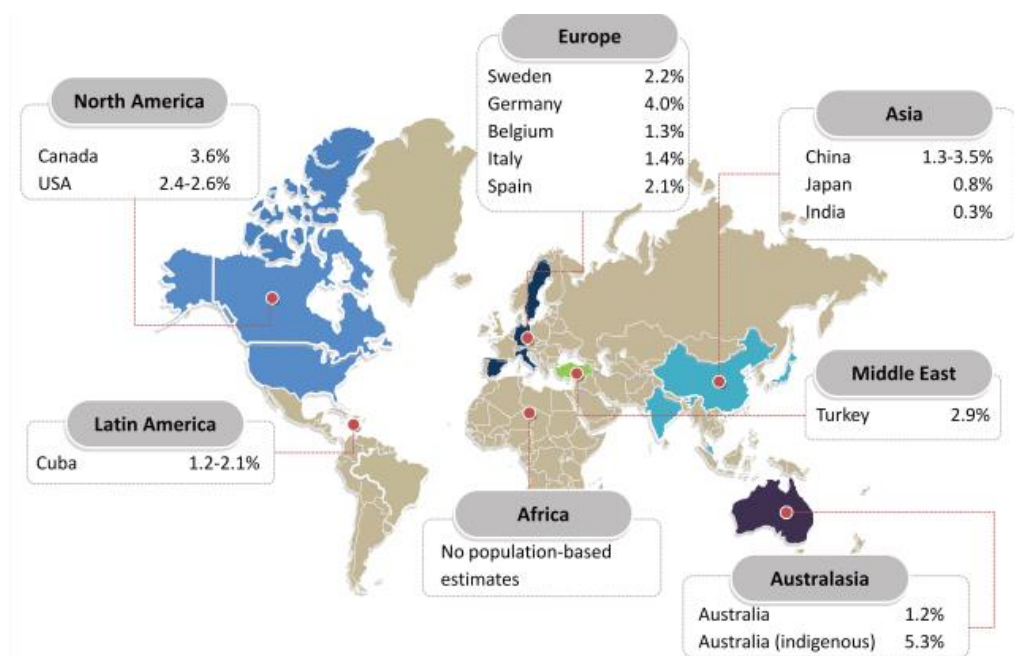 North America
Canada 3.6%
USA 2.4-2.6%
Europe
Sweden 2.2%
Germany 4.0%
Belgium 1.3%
Italy 1.4%
Spain 2.1%
Asia
China 1.3-3.5%
Japan 0.8%
India 0.3%
Latin America
Cuba 1.2-2.1%
Middle East
Turkey 2.9%
Africa
No population-based
estimates
Australasia
Australia 1.2%
Australia (indigenous) 5.3%